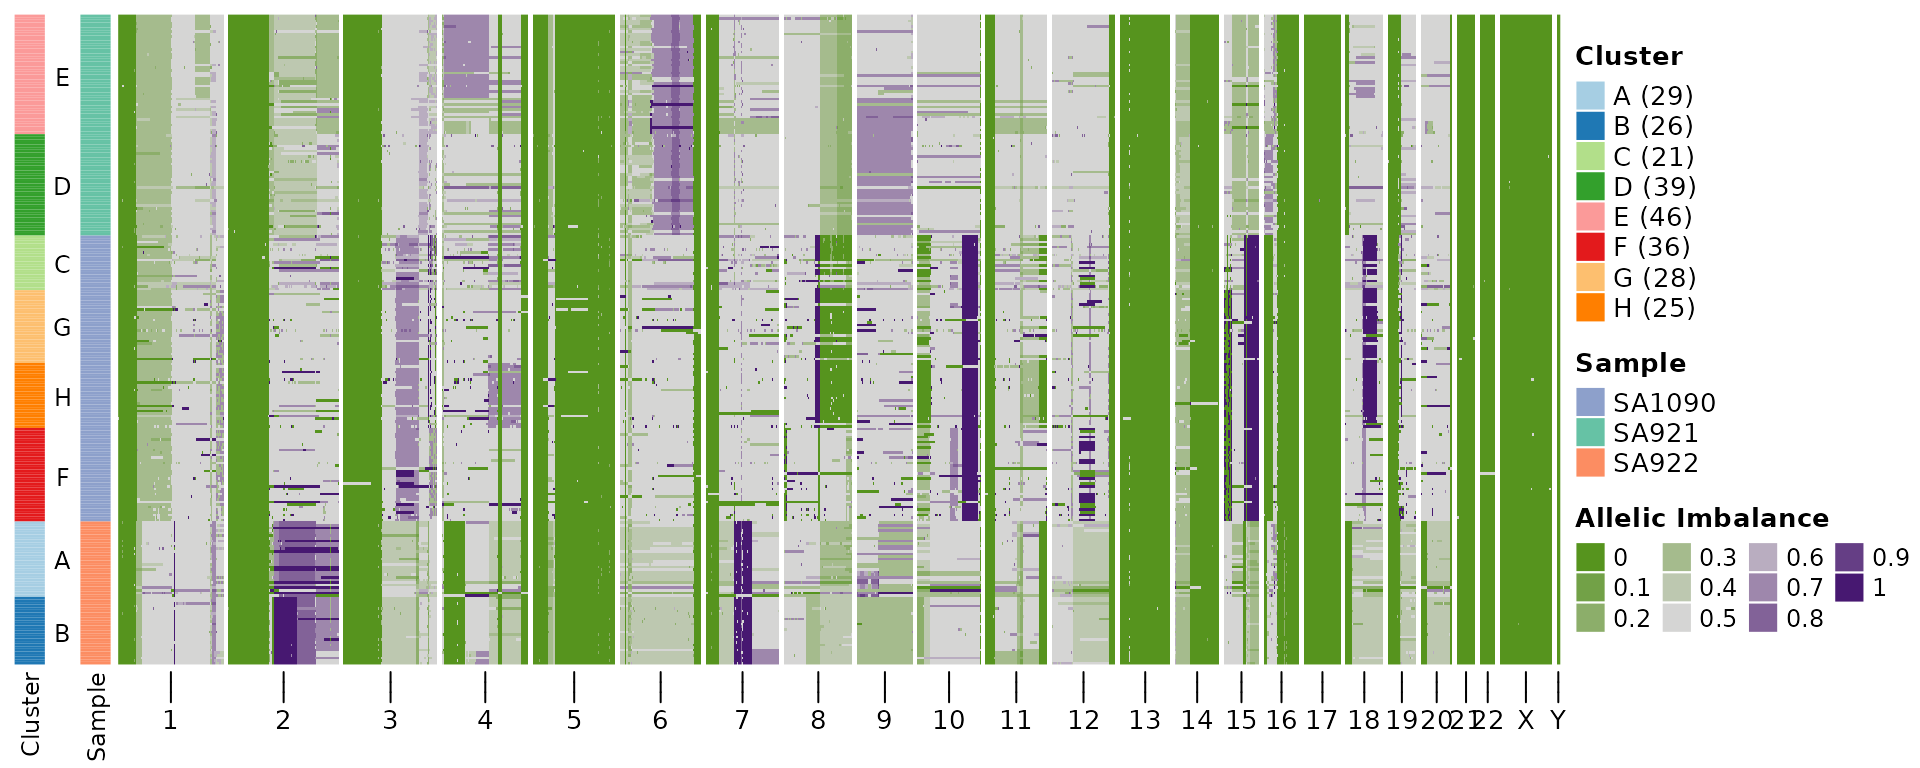 E
D
C
G
H
F
A
B
Cluster
Sample
1
2
3
4
5
6
7
8
9
10
11
12
13
14
15
16
17
18
19
20
21
22
X
Y
Cluster
A (29)
B (26)
C (21)
D (39)
E (46)
F (36)
G (28)
H (25)
Sample
SA1090
SA921
SA922
Allelic Imbalance
0 0.3 0.6 0.9
0.1 0.4 0.7 1
0.2 0.5 0.8